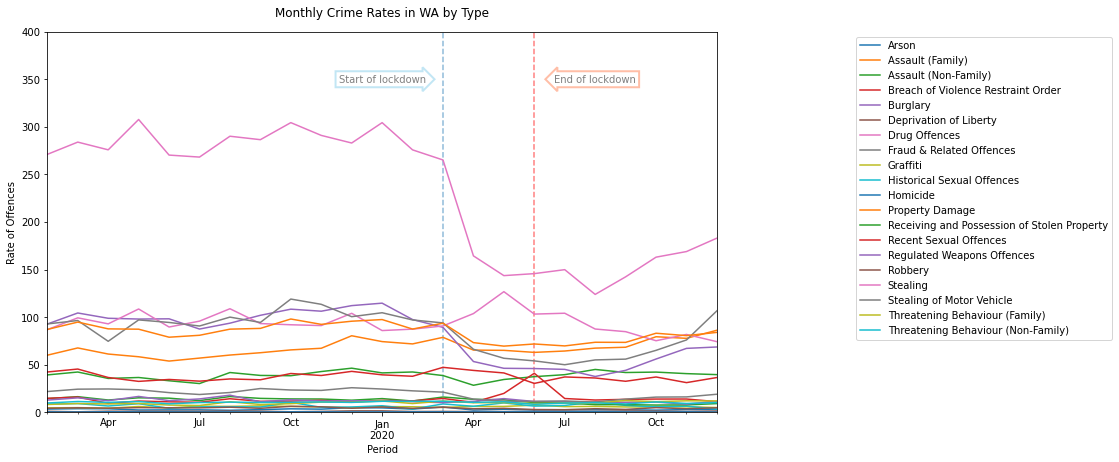 Monthly Crime Rates in WA by Type
400
350
300
250
200
150
100
50
0
Rate of Offences
Start of lockdown
End of lockdown
Apr
Jul
Oct
Jan
2020
Apr
Jul
Oct
Period
Arson
Assault (Family)
Assault (Non-Family)
Breach of Violence Restraint Order
Burglary
Deprivation of Liberty
Drug Offences
Fraud & Related Offences
Graffiti
Historical Sexual Offences
Homicide
Property Damage
Receiving and Possession of Stolen Property
Recent Sexual Offences
Regulated Weapons Offences
Robbery
Stealing
Stealing of Motor Vehicle
Threatening Behaviour (Family)
Threatening Behaviour (Non-Family)